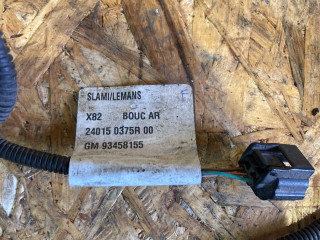 SLAMI/LEMANS
X82 BOUC AR
24015 0375R 00
GM 93458155